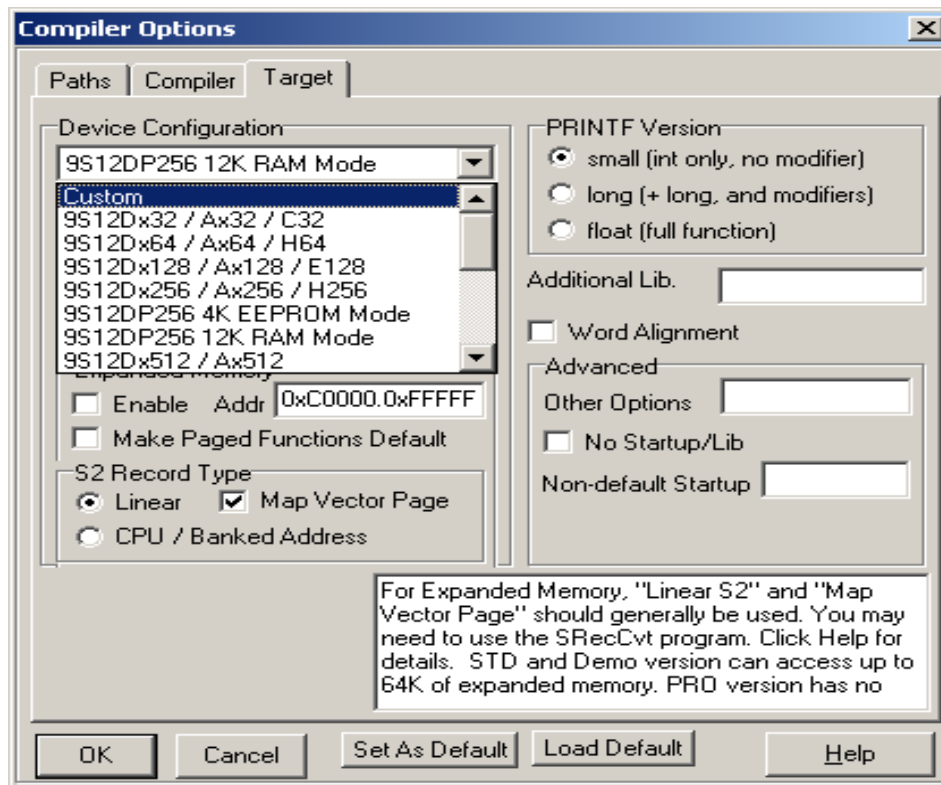 Compiler Options
Paths Compiler Target
Device Configuration
9S12DP256 12K RAM Mode
Custom
9S12Dx32 / Ax32 / C32
9S12Dx64 / Ax64 / H64
9S12Dx128 / Ax128 / E128
9S12Dx256 / Ax256 / H256
9S12DP256 4K EEPROM Mode
9S12DP256 12K RAM Mode
9S12Dx512 / Ax512
Expanded Memory
Enable Addr 0xC0000.0xFFFFF
Make Paged Functions Default
S2 Record Type
Linear Map Vector Page
CPU / Banked Address
PRINTF Version
small (int only, no modifier)
long (+ long, and modifiers)
float (full function)
Additional Lib.
Word Alignment
Advanced
Other Options
No Startup/Lib
Non-default Startup
For Expanded Memory, "Linear S2" and "Map
Vector Page" should generally be used. You may
need to use the SRecCvt program. Click Help for
details. STD and Demo version can access up to
64K of expanded memory. PRO version has no
OK Cancel Set As Default Load Default Help